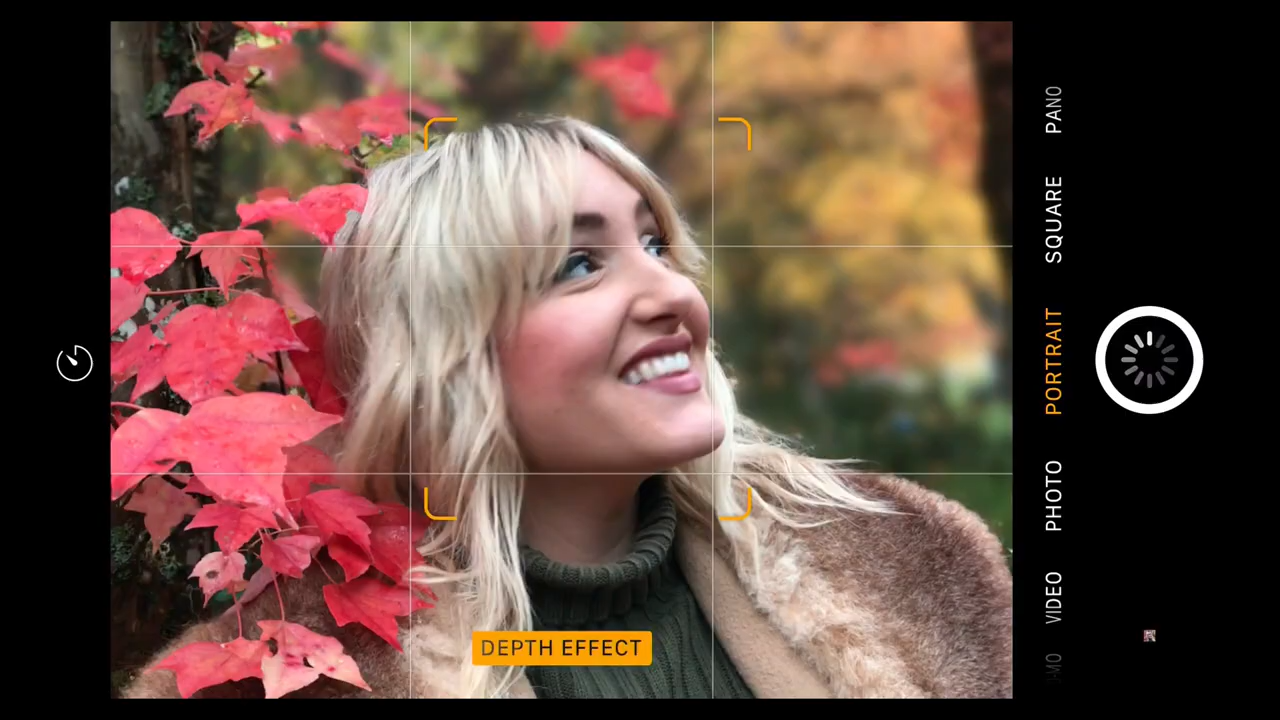 DEPTH EFFECT
PANO
SQUARE
PORTRAIT
PHOTO
VIDEO